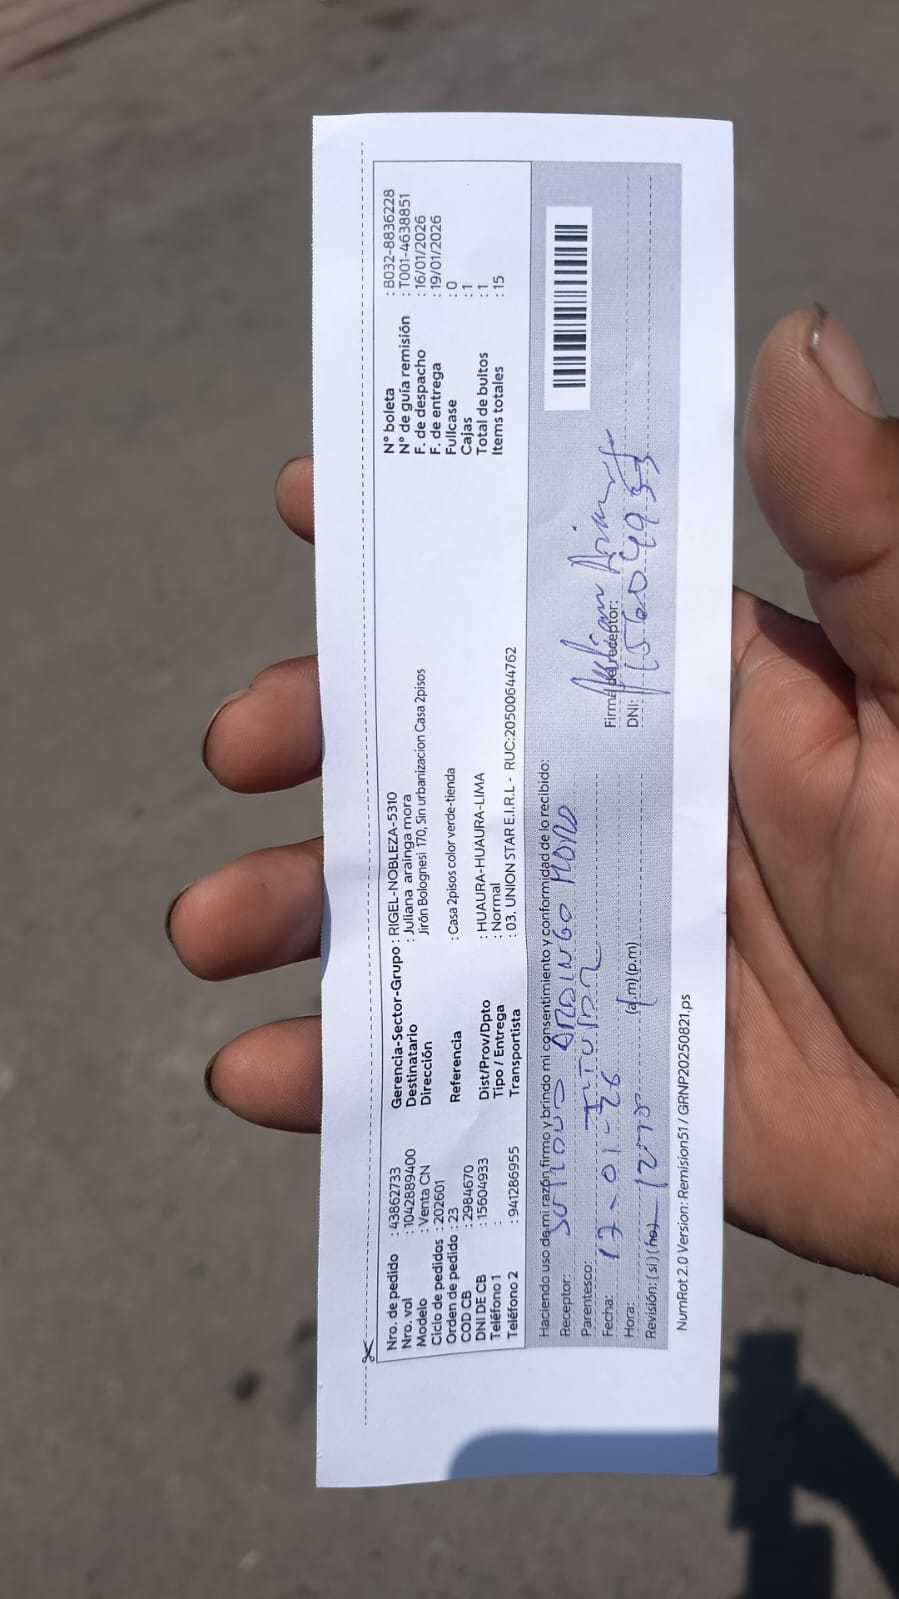 Nro. de pedido : 43862733
Nro. vol : 1042889400
Modelo : Venta CN
Ciclo de pedidos : 202601
Orden de pedido : 23
COD CB : 2984670
DNI DE CB : 15604933
Teléfono 1 :
Teléfono 2 : 941286955
Gerencia-Sector-Grupo : RIGEL-NOBLEZA-5310
Destinatario : Juliana arainga mora
Dirección Jirón Bolognesi 170, Sin urbanizacion Casa 2pisos
Referencia : Casa 2pisos color verde-tienda
Dist/Prov/Dpto : HUAURA-HUAURA-LIMA
Tipo / Entrega : Normal
Transportista : 03. UNION STAR E.I.R.L - RUC:20500644762
N° boleta : B032-8836228
N° de guía remisión : T001-4638851
F. de despacho : 16/01/2026
F. de entrega : 19/01/2026
Fullcase : 0
Cajas : 1
Total de bultos : 1
Items totales : 15
Haciendo uso de mi razón firmo y brindo mi consentimiento y conformidad de lo recibido:
Receptor: MORA
Parentesco: TITULAR
Fecha: 17-01-26
Hora: (a.m)(p.m)
Revisión: (si)(no)
Firma del receptor:
DNI: 15604933
NumRot 2.0 Version: Remision51 / GRNP20250821.ps